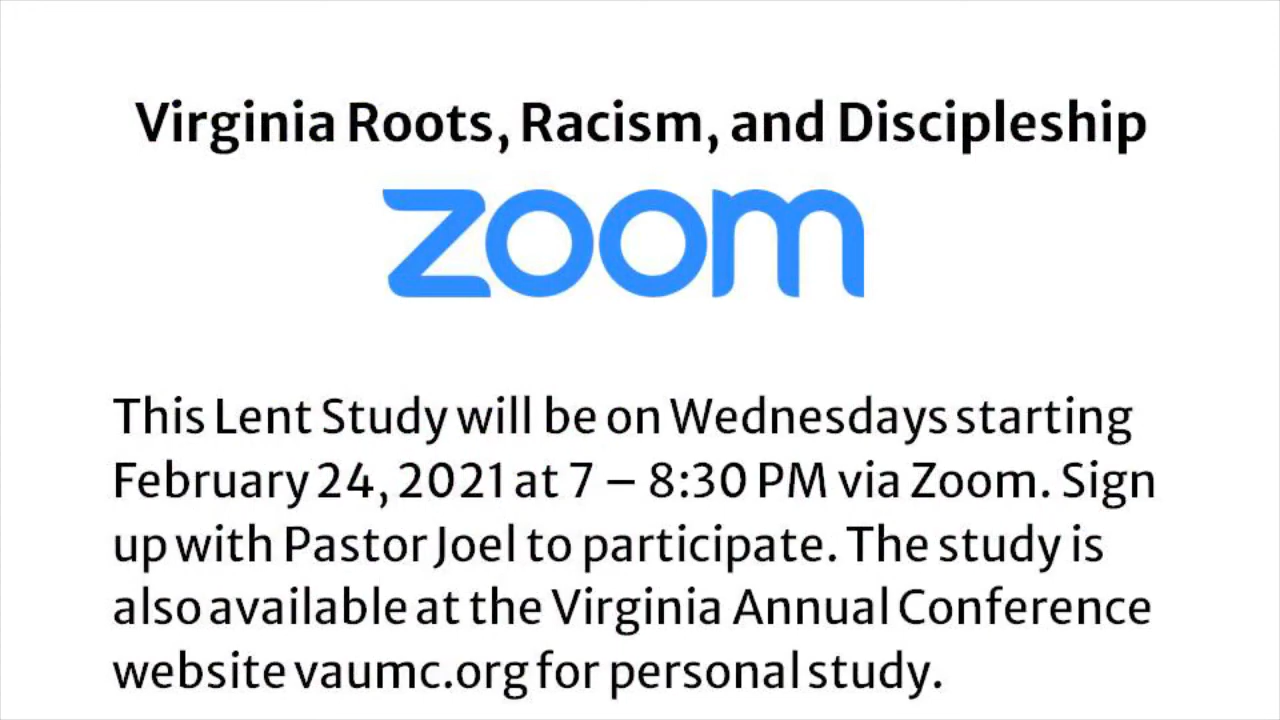 Virginia Roots, Racism, and Discipleship
zoom
This Lent Study will be on Wednesdays starting
February 24, 2021 at 7 – 8:30 PM via Zoom. Sign
up with Pastor Joel to participate. The study is
also available at the Virginia Annual Conference
website vaumc.org for personal study.